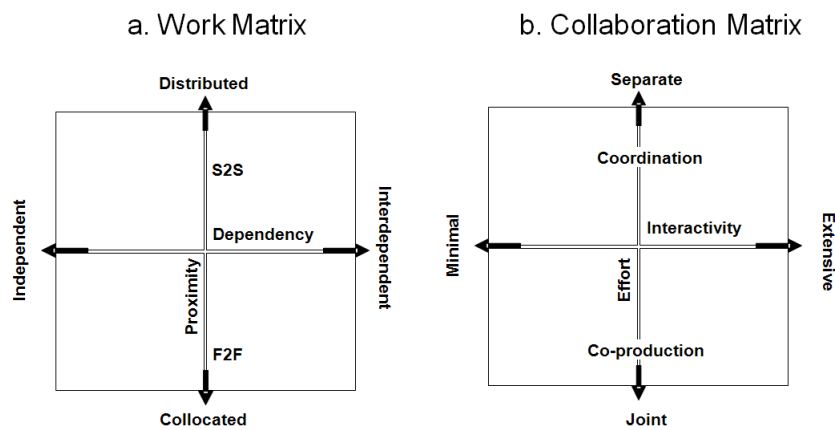 a. Work Matrix
Distributed
S2S
Dependency
Independent
Interdependent
Proximity
F2F
Collocated
b. Collaboration Matrix
Separate
Coordination
Interactivity
Minimal
Extensive
Effort
Co-production
Joint